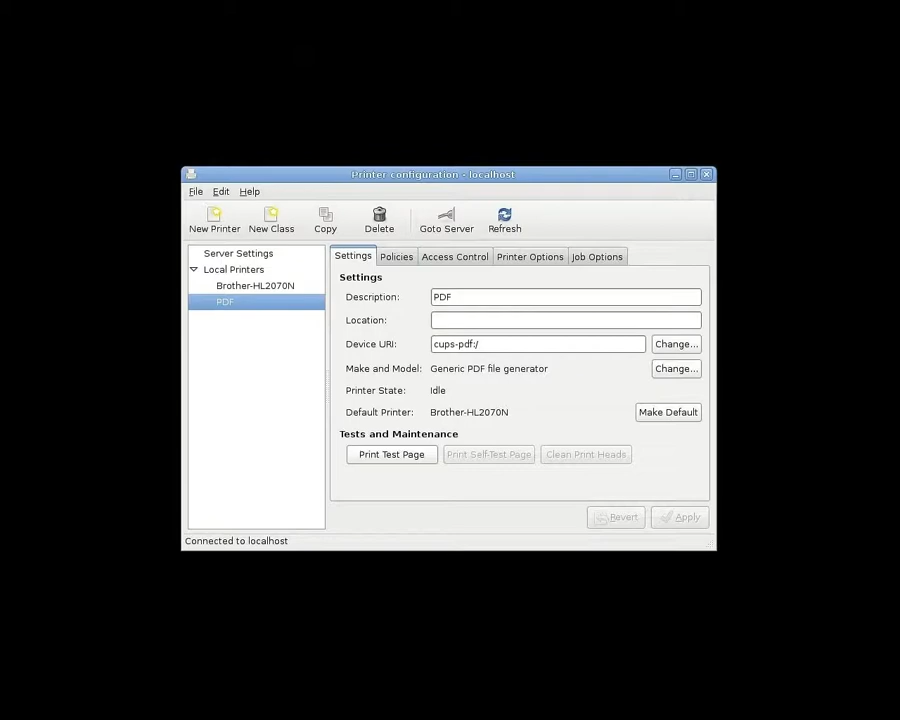 Printer configuration - localhost
File Edit Help
New Printer New Class Copy Delete Goto Server Refresh
Server Settings
Local Printers
Brother-HL2070N
PDF
Settings Policies Access Control Printer Options Job Options
Settings
Description: PDF
Location:
Device URI: cups-pdf:/ Change...
Make and Model: Generic PDF file generator Change...
Printer State: Idle
Default Printer: Brother-HL2070N Make Default
Tests and Maintenance
Print Test Page Print Self-Test Page Clean Print Heads
Revert Apply
Connected to localhost